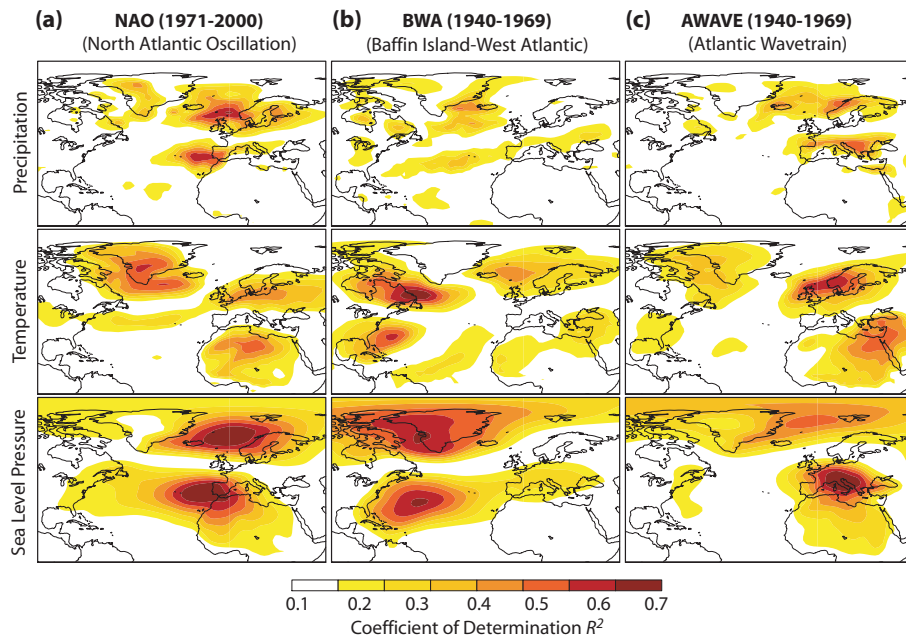 (a) NAO (1971-2000)
(North Atlantic Oscillation)
(b) BWA (1940-1969)
(Baffin Island-West Atlantic)
(c) AWAVE (1940-1969)
(Atlantic Wavetrain)
Precipitation
Temperature
Sea Level Pressure
0.1 0.2 0.3 0.4 0.5 0.6 0.7
Coefficient of Determination R²